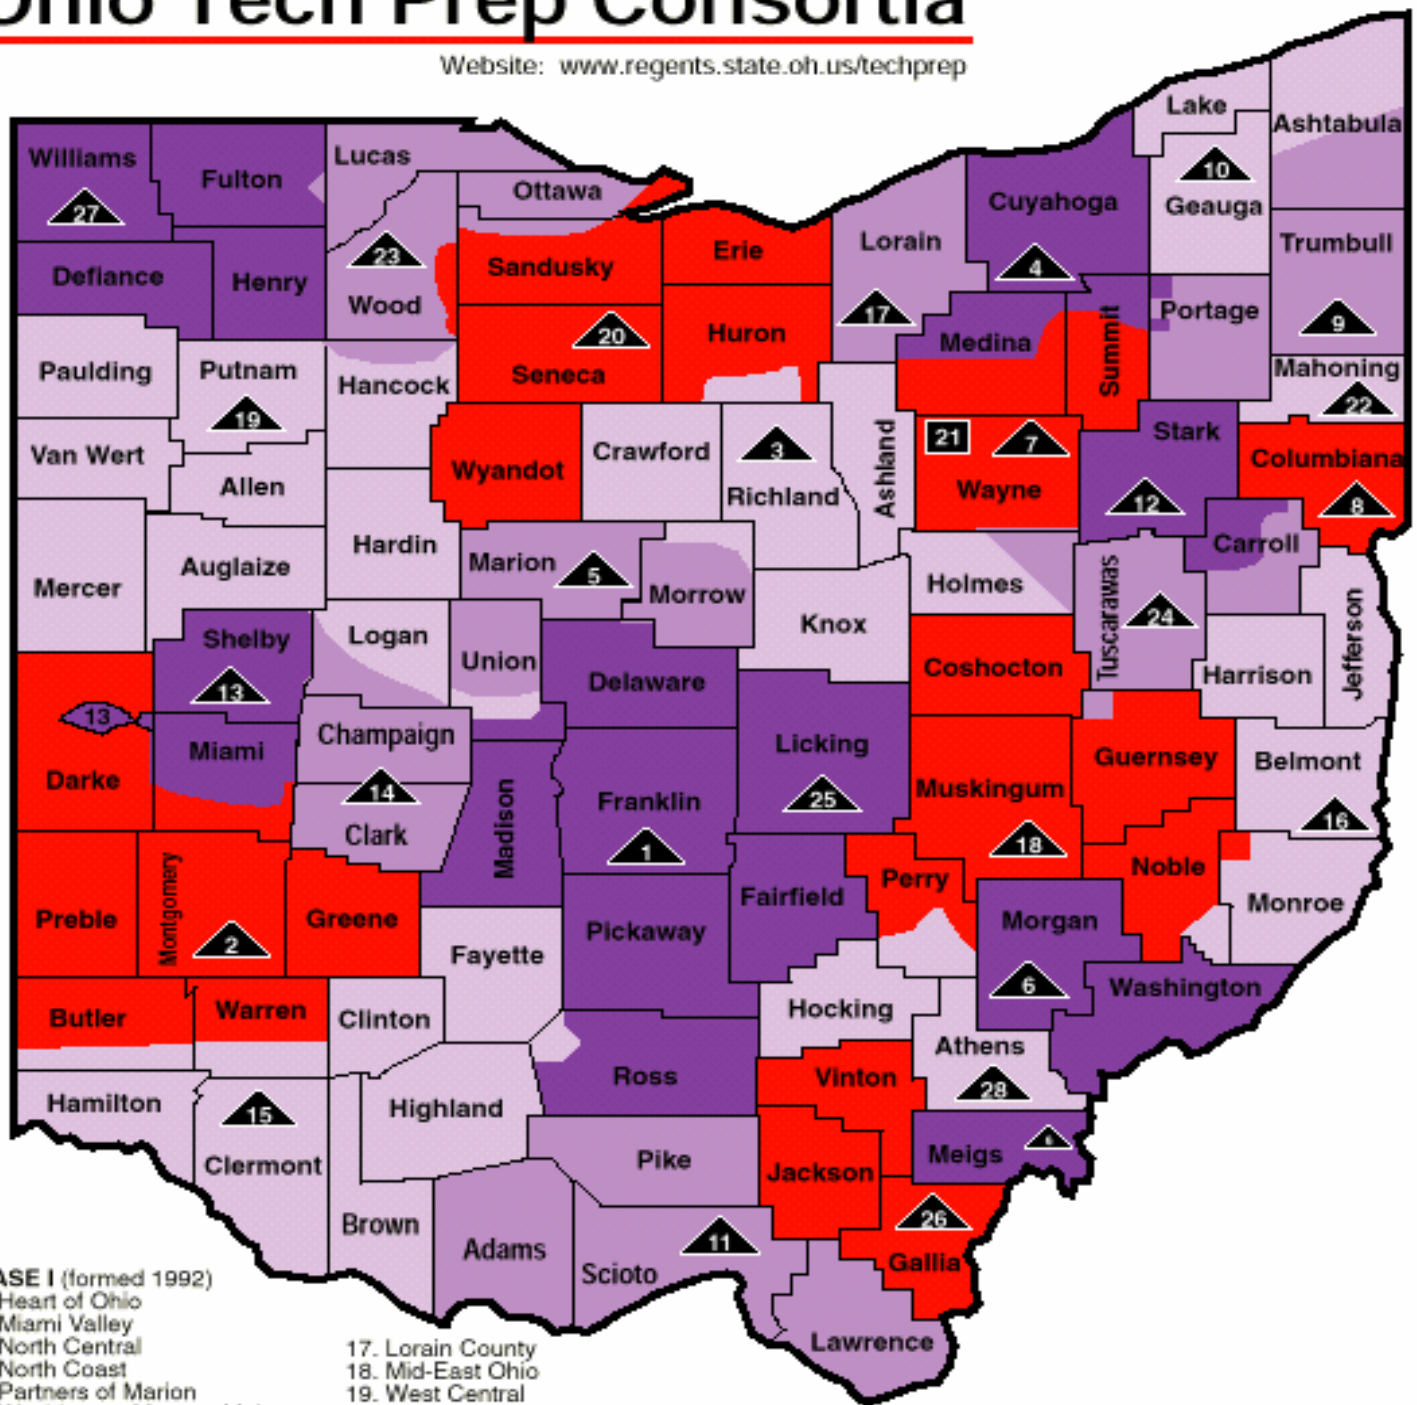 Ohio Tech Prep Consortia
Website: www.regents.state.oh.us/techprep
Lake
Ashtabula
Williams
Fulton
Lucas
Ottawa
10
Geauga
27
Cuyahoga
Trumbull
Defiance
Henry
23
Wood
Sandusky
Erie
Lorain
4
Portage
9
20
Huron
17
Medina
Summit
Paulding
Putnam
Hancock
Seneca
Mahoning
22
19
Van Wert
Allen
Wyandot
Crawford
3
Richland
Ashland
21
7
Wayne
Stark
12
Columbiana
8
Mercer
Auglaize
Hardin
Marion
5
Morrow
Knox
Holmes
Tuscarawas
24
Carroll
Jefferson
Shelby
13
Logan
Union
Delaware
Coshocton
Harrison
13
Miami
Darke
Champaign
14
Clark
Madison
Franklin
1
Licking
25
Muskingum
18
Guernsey
Belmont
16
Preble
Montgomery
2
Greene
Fayette
Pickaway
Fairfield
Perry
Morgan
6
Noble
Monroe
Washington
Butler
Warren
Clinton
Hocking
Athens
28
Hamilton
15
Clermont
Highland
Ross
Vinton
Meigs
6
Pike
Jackson
Brown
Adams
Scioto
11
26
Gallia
Lawrence
ASE I (formed 1992)
Heart of Ohio
Miami Valley
North Central
North Coast
Partners of Marion
17. Lorain County
18. Mid-East Ohio
19. West Central